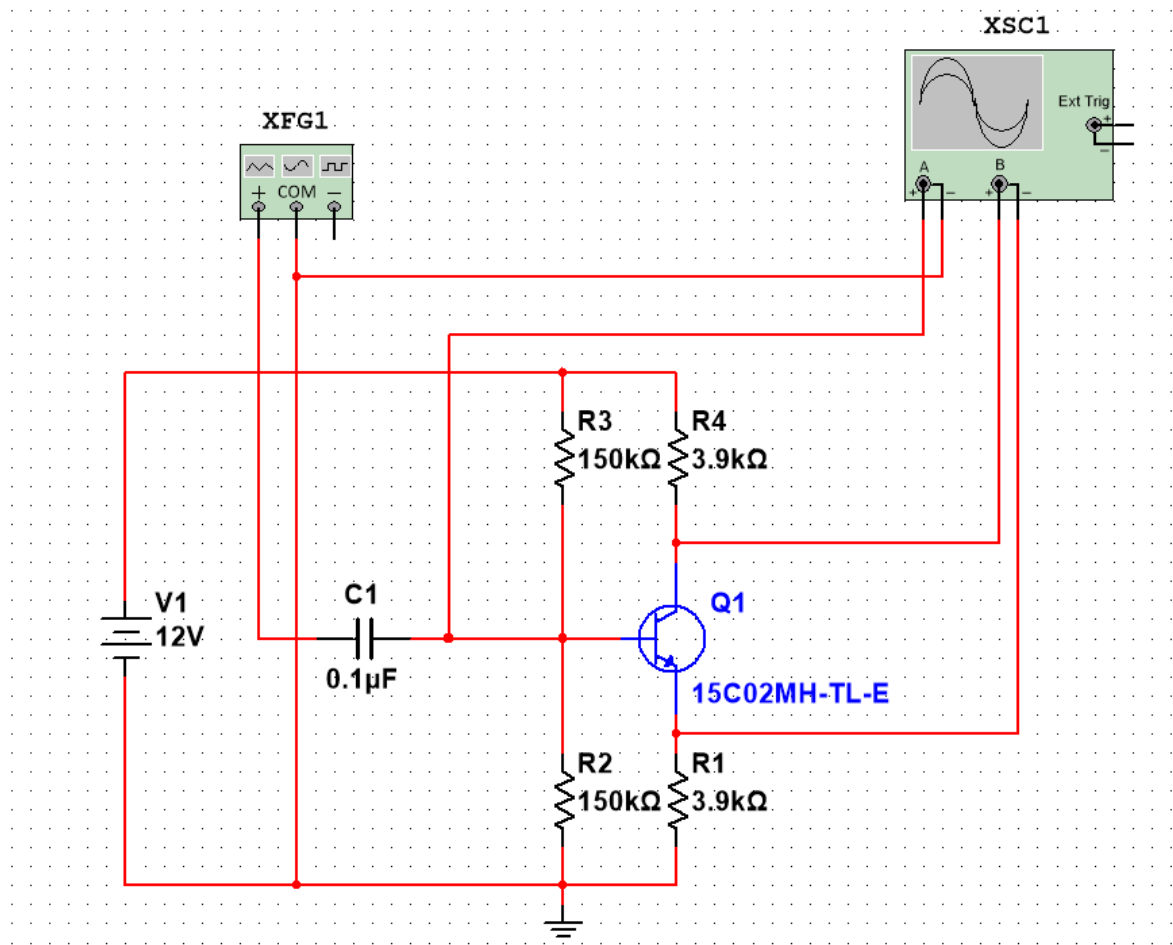 XSC1
Ext Trig
+
−
A
B
+ − + −
XFG1
+ COM −
R3
150kΩ
R4
3.9kΩ
V1
12V
C1
0.1µF
Q1
15C02MH-TL-E
R2
150kΩ
R1
3.9kΩ